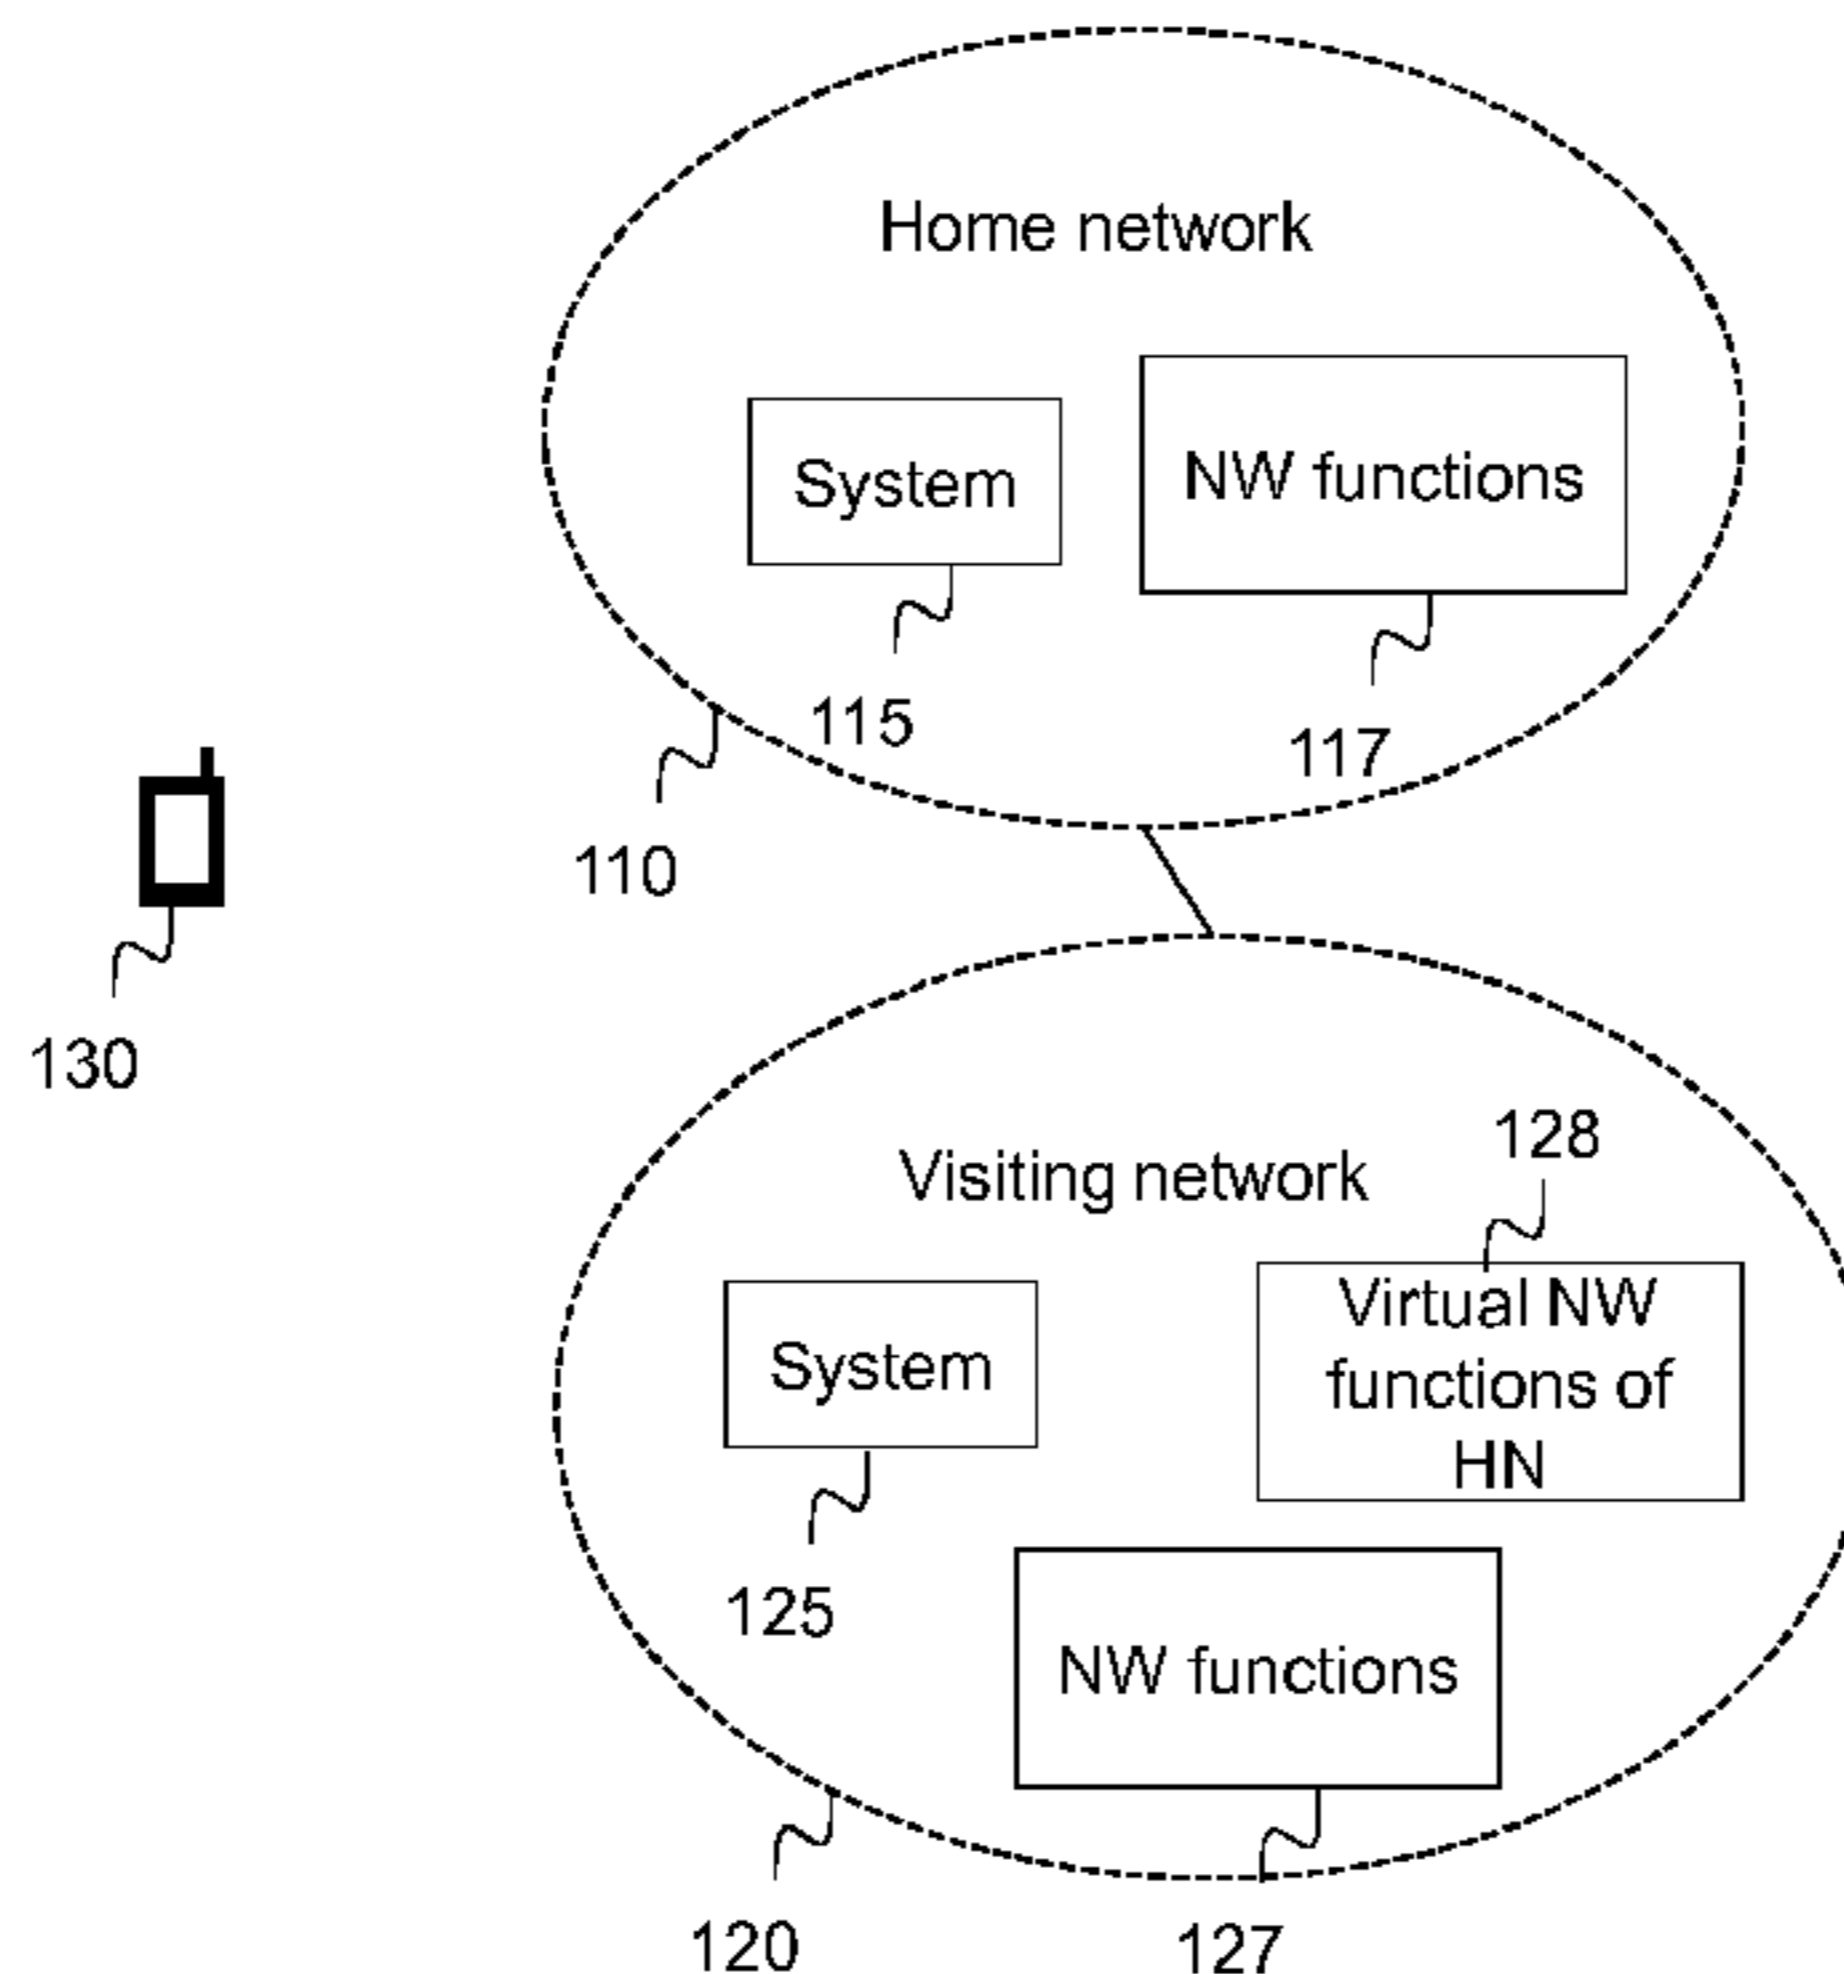 Home network
System
NW functions
115
117
110
130
128
Visiting network
Virtual NW
functions of
HN
System
125
NW functions
120
127